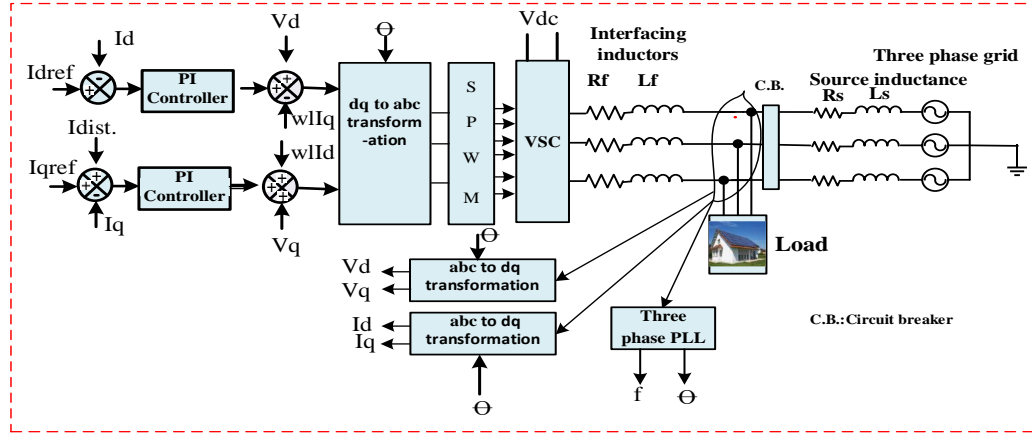 Id
Idref
PI
Controller
Vd
wlIq
Idist.
Iqref
Iq
PI
Controller
wlId
Vq
Ɵ
dq to abc
transform
-ation
S
P
W
M
Vdc
VSC
Interfacing
inductors
Rf
Lf
C.B.
Three phase grid
Source inductance
Rs
Ls
Load
Ɵ
Vd
Vq
abc to dq
transformation
Id
Iq
abc to dq
transformation
Ɵ
Three
phase PLL
f
Ɵ
C.B.:Circuit breaker